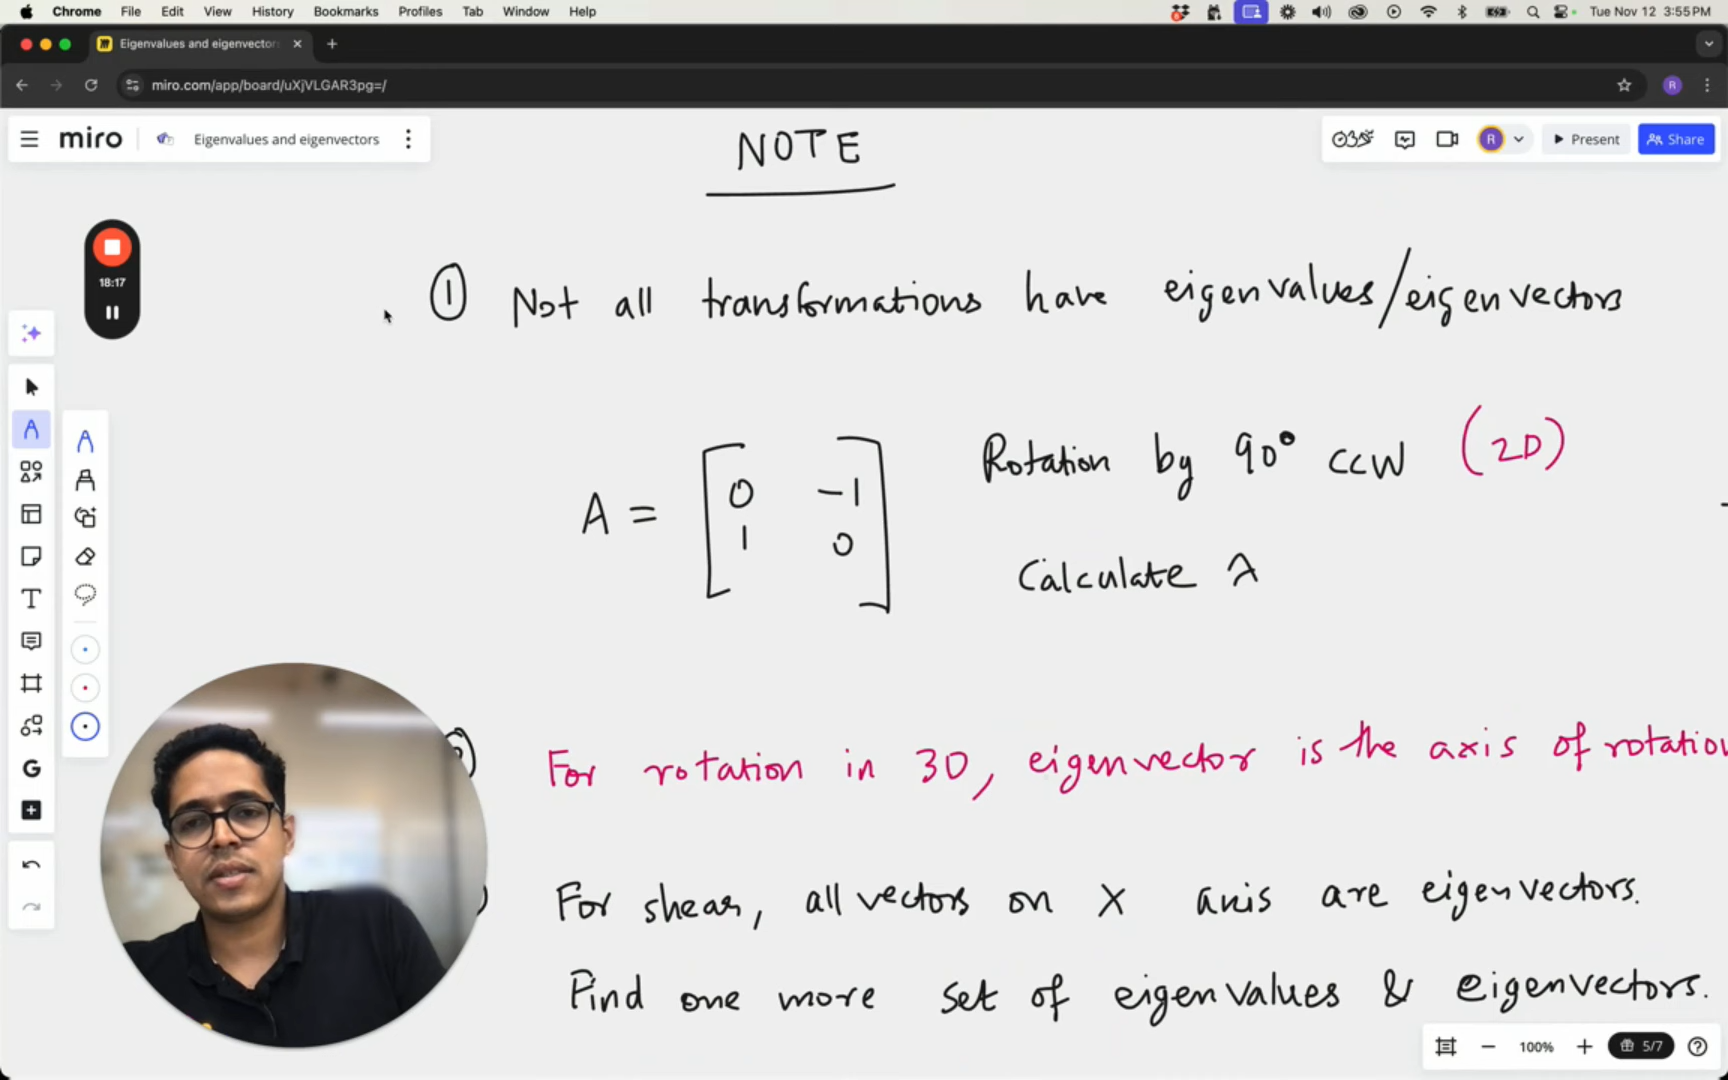 Chrome File Edit View History Bookmarks Profiles Tab Window Help Tue Nov 12 3:55 PM
Eigenvalues and eigenvector
miro.com/app/board/uXjVLGAR3pg=/ R
miro Eigenvalues and eigenvectors R Present Share
NOTE
18:17
① Not all transformations have eigenvalues/eigenvectors
A = [ 0 -1
1 0 ]
Rotation by 90° CCW (2D)
Calculate λ
For rotation in 3D, eigenvector is the axis of rotation
For shear, all vectors on X axis are eigenvectors.
Find one more set of eigenvalues & eigenvectors.
100% 5/7